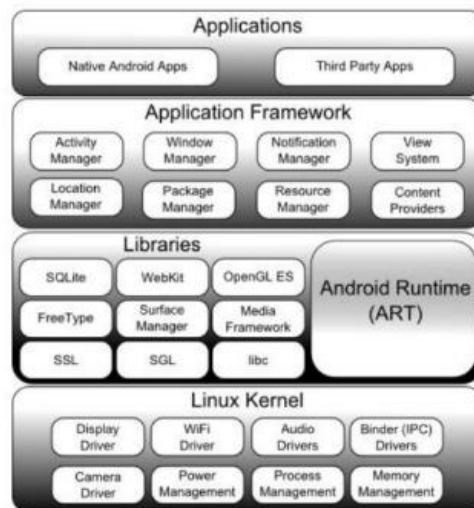 Applications
Native Android Apps
Third Party Apps
Application Framework
Activity Manager
Window Manager
Notification Manager
View System
Location Manager
Package Manager
Resource Manager
Content Providers
Libraries
SQLite
WebKit
OpenGL ES
FreeType
Surface Manager
Media Framework
SSL
SGL
libc
Android Runtime
(ART)
Linux Kernel
Display Driver
WiFi Driver
Audio Drivers
Binder (IPC) Drivers
Camera Driver
Power Management
Process Management
Memory Management